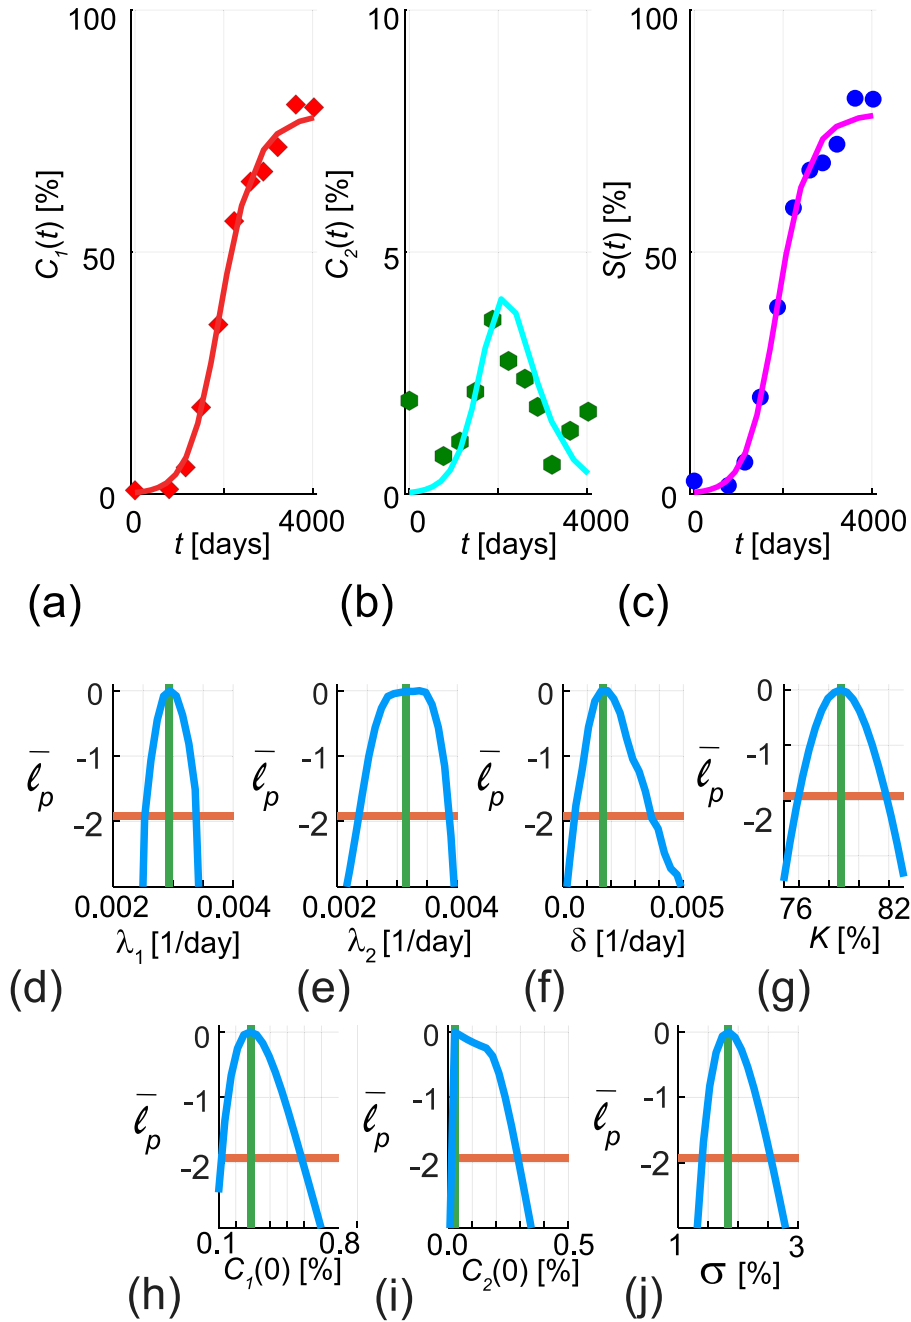 100
50
0
C₁(t) [%]
0
4000
t [days]
(a)
10
5
0
C₂(t) [%]
0
4000
t [days]
(b)
100
50
0
S(t) [%]
0
4000
t [days]
(c)
0
-1
-2
ℓ̅ₚ
0.002
0.004
λ₁ [1/day]
(d)
0
-1
-2
ℓ̅ₚ
0.002
0.004
λ₂ [1/day]
(e)
0
-1
-2
ℓ̅ₚ
0.0
0.005
δ [1/day]
(f)
0
-1
-2
ℓ̅ₚ
76
82
K [%]
(g)
0
-1
-2
ℓ̅ₚ
0.1
0.8
C₁(0) [%]
(h)
0
-1
-2
ℓ̅ₚ
0.0
0.5
C₂(0) [%]
(i)
0
-1
-2
ℓ̅ₚ
1
3
σ [%]
(j)